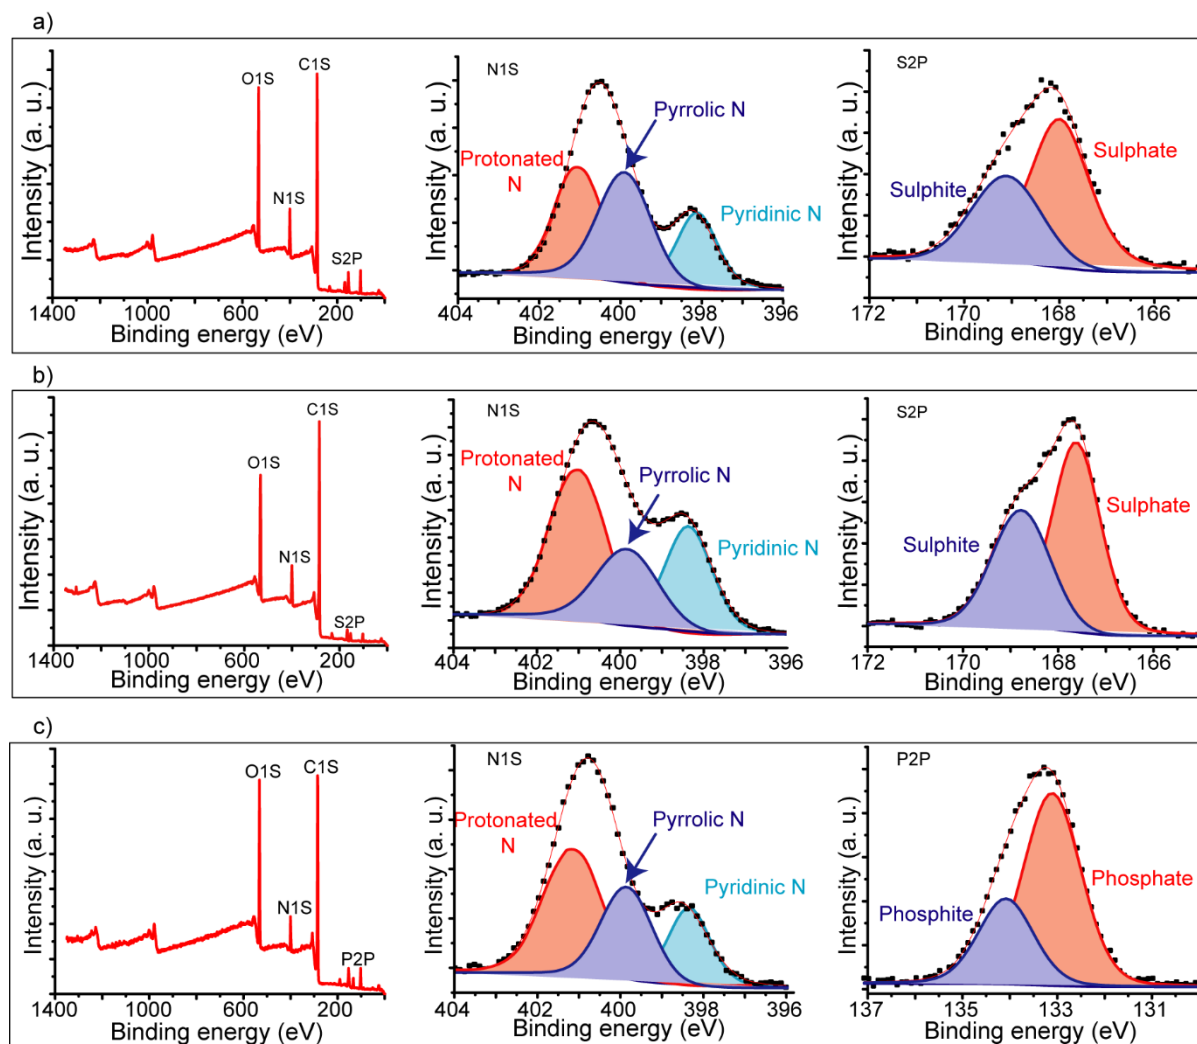 a)
Intensity (a. u.)
O1S
C1S
N1S
S2P
1400
1000
600
200
Binding energy (eV)
Intensity (a. u.)
N1S
Protonated
N
Pyrrolic N
Pyridinic N
404
402
400
398
396
Binding energy (eV)
Intensity (a. u.)
S2P
Sulphite
Sulphate
172
170
168
166
Binding energy (eV)
b)
Intensity (a. u.)
C1S
O1S
N1S
S2P
1400
1000
600
200
Binding energy (eV)
Intensity (a. u.)
N1S
Protonated
N
Pyrrolic N
Pyridinic N
404
402
400
398
396
Binding energy (eV)
Intensity (a. u.)
S2P
Sulphite
Sulphate
172
170
168
166
Binding energy (eV)
c)
Intensity (a. u.)
O1S
C1S
N1S
P2P
1400
1000
600
200
Binding energy (eV)
Intensity (a. u.)
N1S
Protonated
N
Pyrrolic N
Pyridinic N
404
402
400
398
396
Binding energy (eV)
Intensity (a. u.)
P2P
Phosphite
Phosphate
137
135
133
131
Binding energy (eV)